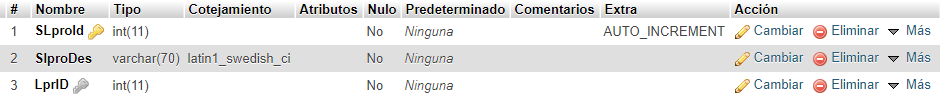 # Nombre Tipo Cotejamiento Atributos Nulo Predeterminado Comentarios Extra Acción
1 SLproId int(11) No Ninguna AUTO_INCREMENT Cambiar Eliminar Más
2 SlproDes varchar(70) latin1_swedish_ci No Ninguna Cambiar Eliminar Más
3 LprID int(11) No Ninguna Cambiar Eliminar Más